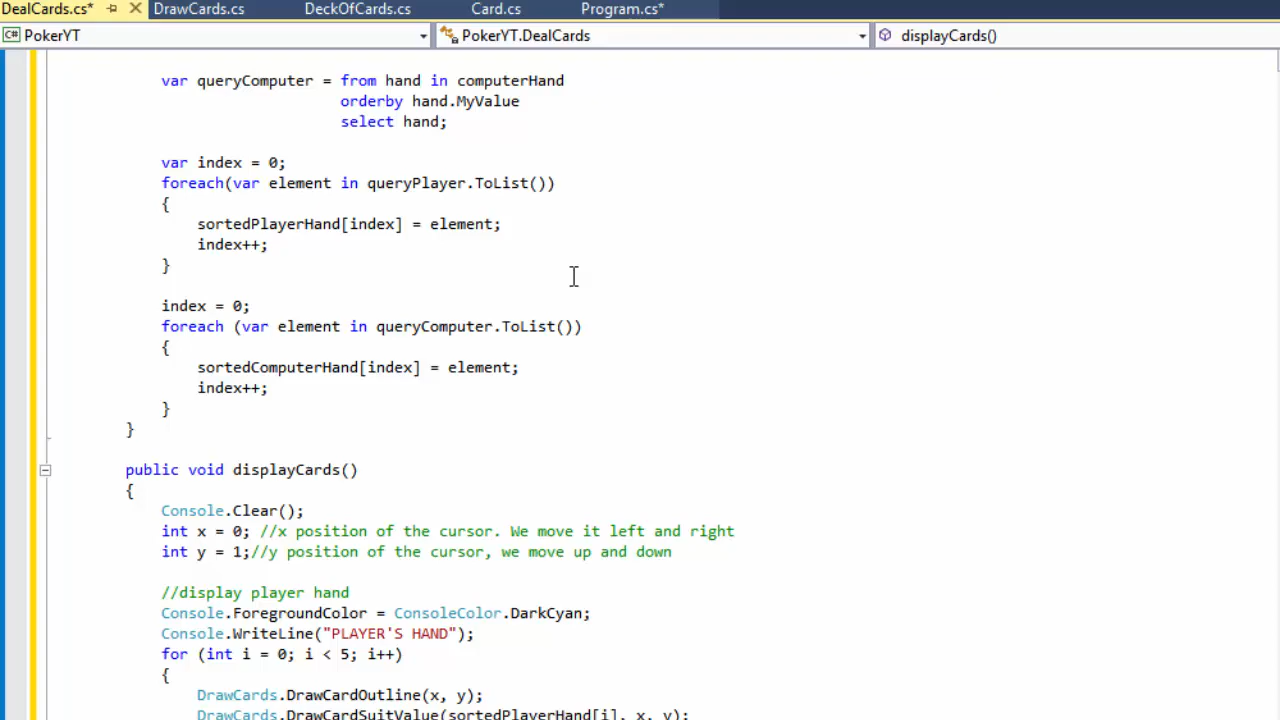 DealCards.cs* DrawCards.cs DeckOfCards.cs Card.cs Program.cs*
C# PokerYT PokerYT.DealCards displayCards()
var queryComputer = from hand in computerHand
orderby hand.MyValue
select hand;
var index = 0;
foreach(var element in queryPlayer.ToList())
{
sortedPlayerHand[index] = element;
index++;
}
index = 0;
foreach (var element in queryComputer.ToList())
{
sortedComputerHand[index] = element;
index++;
}
}
public void displayCards()
{
Console.Clear();
int x = 0; //x position of the cursor. We move it left and right
int y = 1;//y position of the cursor, we move up and down
//display player hand
Console.ForegroundColor = ConsoleColor.DarkCyan;
Console.WriteLine("PLAYER'S HAND");
for (int i = 0; i < 5; i++)
{
DrawCards.DrawCardOutline(x, y);
DrawCards.DrawCardSuitValue(sortedPlayerHand[i], x, y);